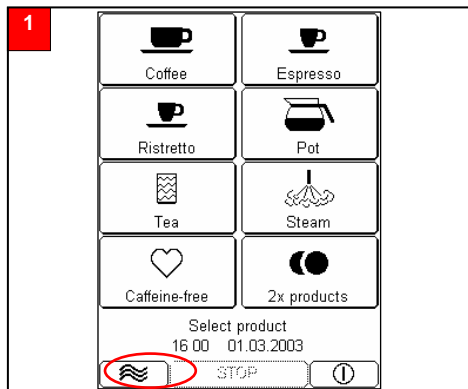 1
Coffee Espresso
Ristretto Pot
Tea Steam
Caffeine-free 2x products
Select product
16 00 01.03.2003
STOP